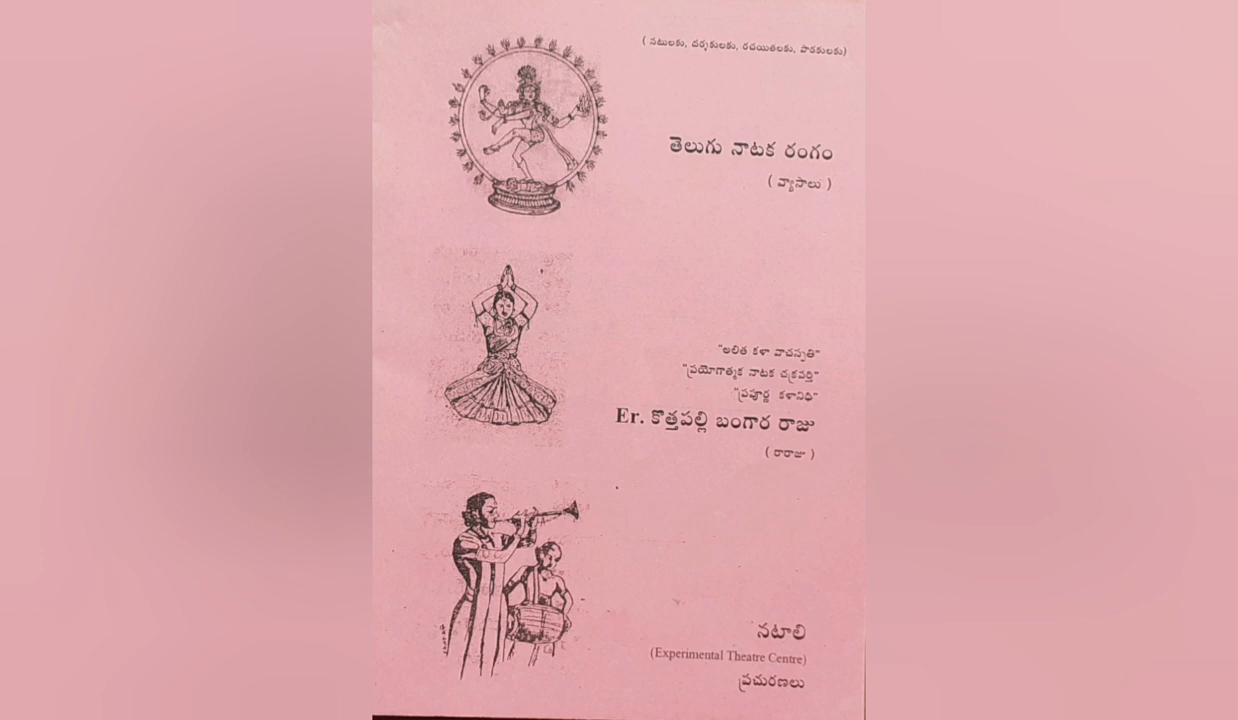 ( నటులకు, దర్శకులకు, రచయితలకు, పాఠకులకు)
తెలుగు నాటక రంగం
( వ్యాసాలు )
"లలిత కళా వాచస్పతి"
"ప్రయోగాత్మక నాటక చక్రవర్తి"
"ప్రపూర్ణ కళానిధి"
Er. కొత్తపల్లి బంగార రాజు
( రారాజు )
నటాలి
(Experimental Theatre Centre)
ప్రచురణలు